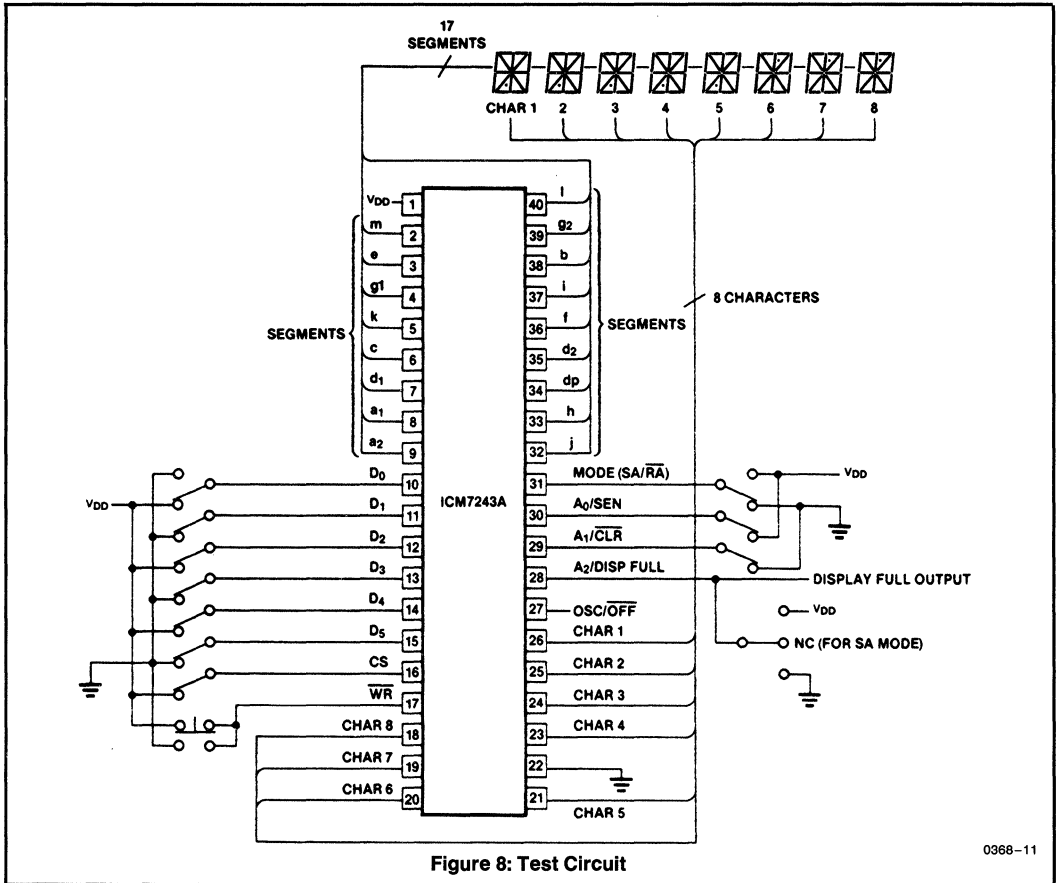 17
SEGMENTS
CHAR 1 2 3 4 5 6 7 8
VDD 1
m 2
e 3
g1 4
k 5
c 6
d1 7
a1 8
a2 9
SEGMENTS
40 l
39 g2
38 b
37 i
36 f
35 d2
34 dp
33 h
32 j
SEGMENTS
8 CHARACTERS
ICM7243A
VDD
D0 10
D1 11
D2 12
D3 13
D4 14
D5 15
CS 16
W̅R̅ 17
CHAR 8 18
CHAR 7 19
CHAR 6 20
31 MODE (SA/R̅A̅)
VDD
30 A0/SEN
29 A1/C̅L̅R̅
28 A2/DISP FULL
DISPLAY FULL OUTPUT
27 OSC/O̅F̅F̅
VDD
26 CHAR 1
NC (FOR SA MODE)
25 CHAR 2
24 CHAR 3
23 CHAR 4
22
21 CHAR 5
0368–11
Figure 8: Test Circuit